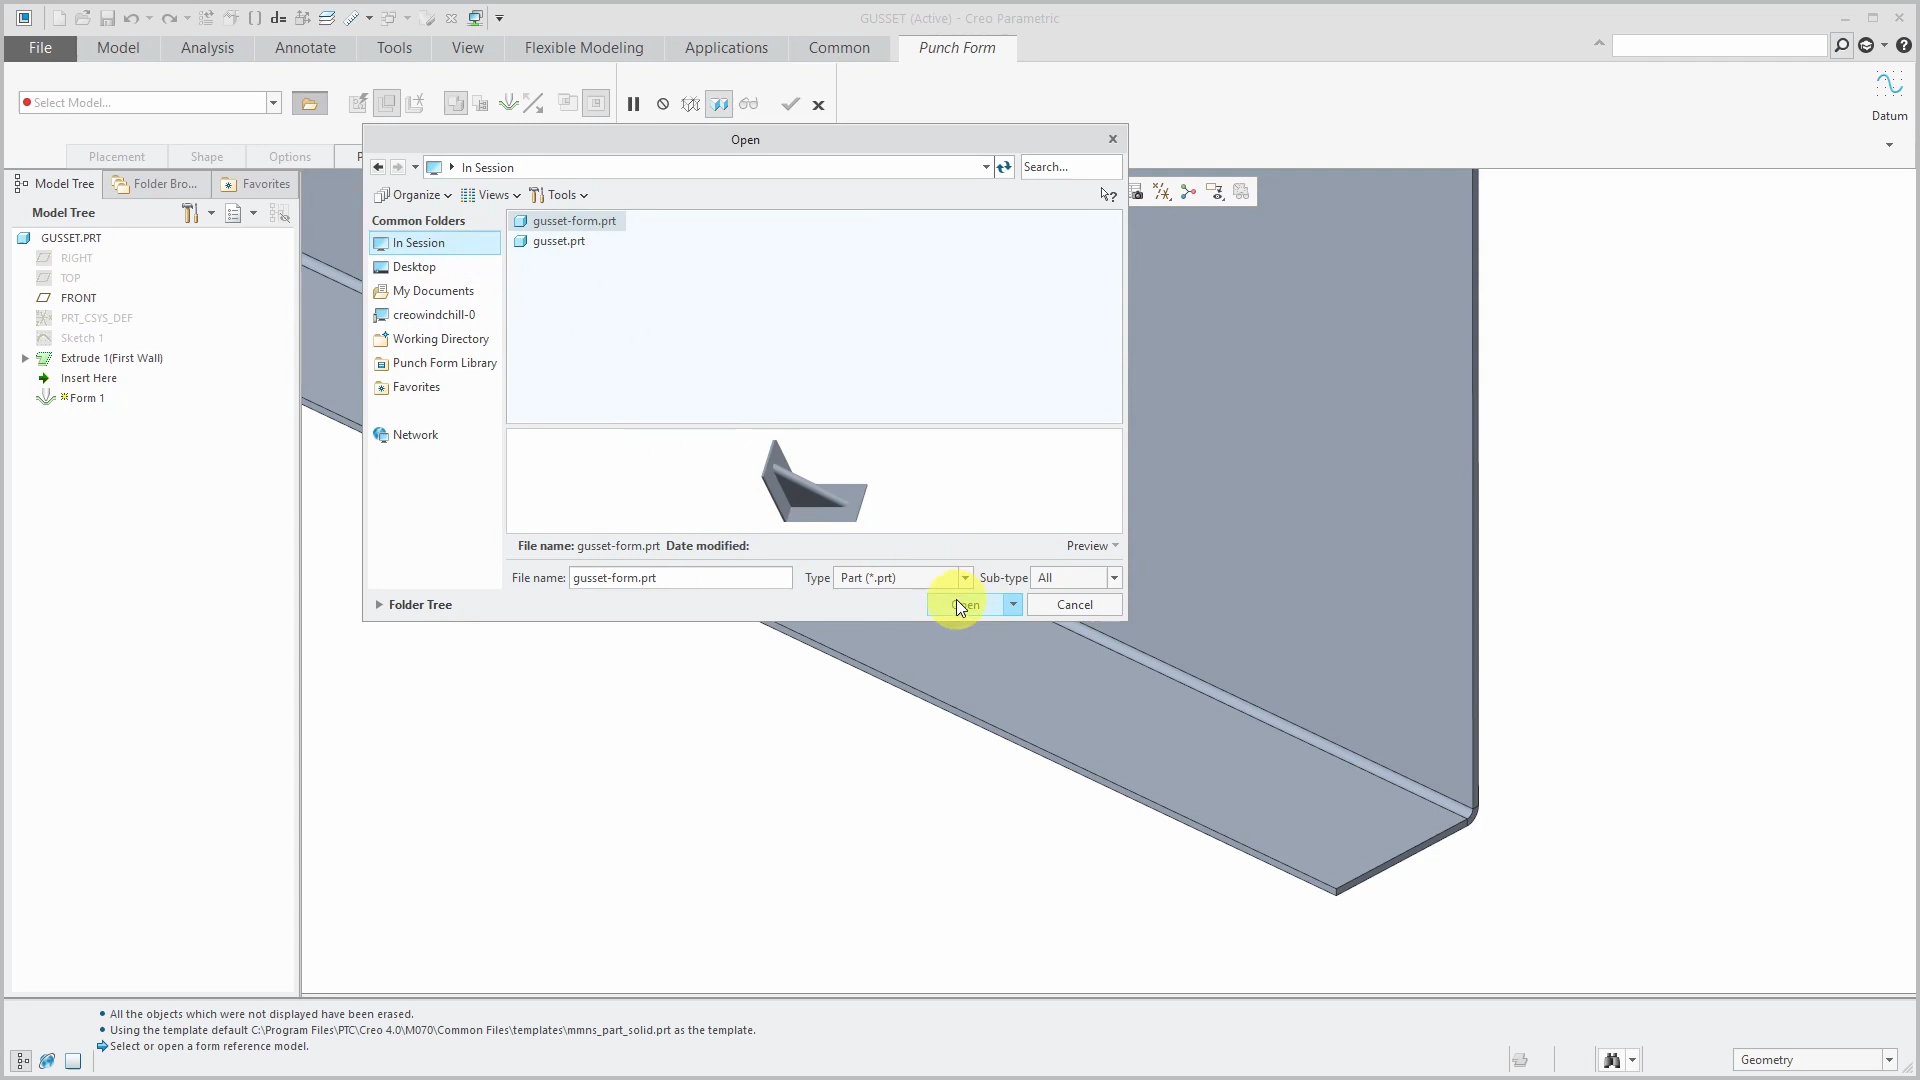 d=
GUSSET (Active) - Creo Parametric
File
Model
Analysis
Annotate
Tools
View
Flexible Modeling
Applications
Common
Punch Form
Select Model...
Datum
Placement
Shape
Options
Open
In Session
Search...
Model Tree
Folder Bro...
Favorites
Organize
Views
Tools
Model Tree
Common Folders
In Session
Desktop
My Documents
creowindchill-0
Working Directory
Punch Form Library
Favorites
Network
gusset-form.prt
gusset.prt
GUSSET.PRT
RIGHT
TOP
FRONT
PRT_CSYS_DEF
Sketch 1
Extrude 1(First Wall)
Insert Here
Form 1
File name: gusset-form.prt Date modified:
Preview
File name: gusset-form.prt
Type Part (*.prt)
Sub-type All
Folder Tree
Open
Cancel
All the objects which were not displayed have been erased.
Using the template default C:\Program Files\PTC\Creo 4.0\M070\Common Files\templates\mmns_part_solid.prt as the template.
Select or open a form reference model.
Geometry